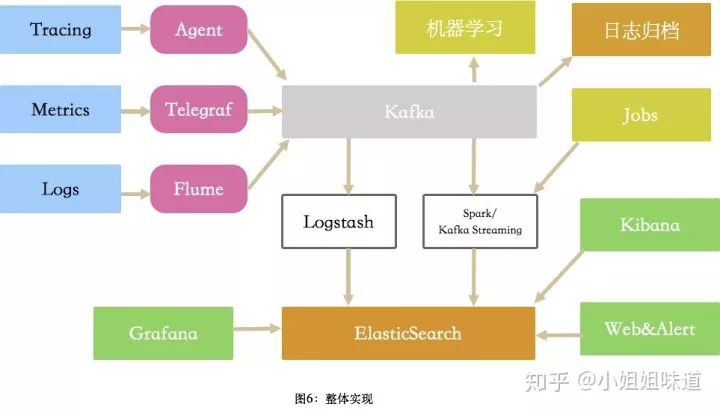 Tracing
Agent
机器学习
日志归档
Metrics
Telegraf
Kafka
Jobs
Logs
Flume
Logstash
Spark/
Kafka Streaming
Kibana
Grafana
ElasticSearch
Web&Alert
知乎 @小姐姐味道
图6：整体实现